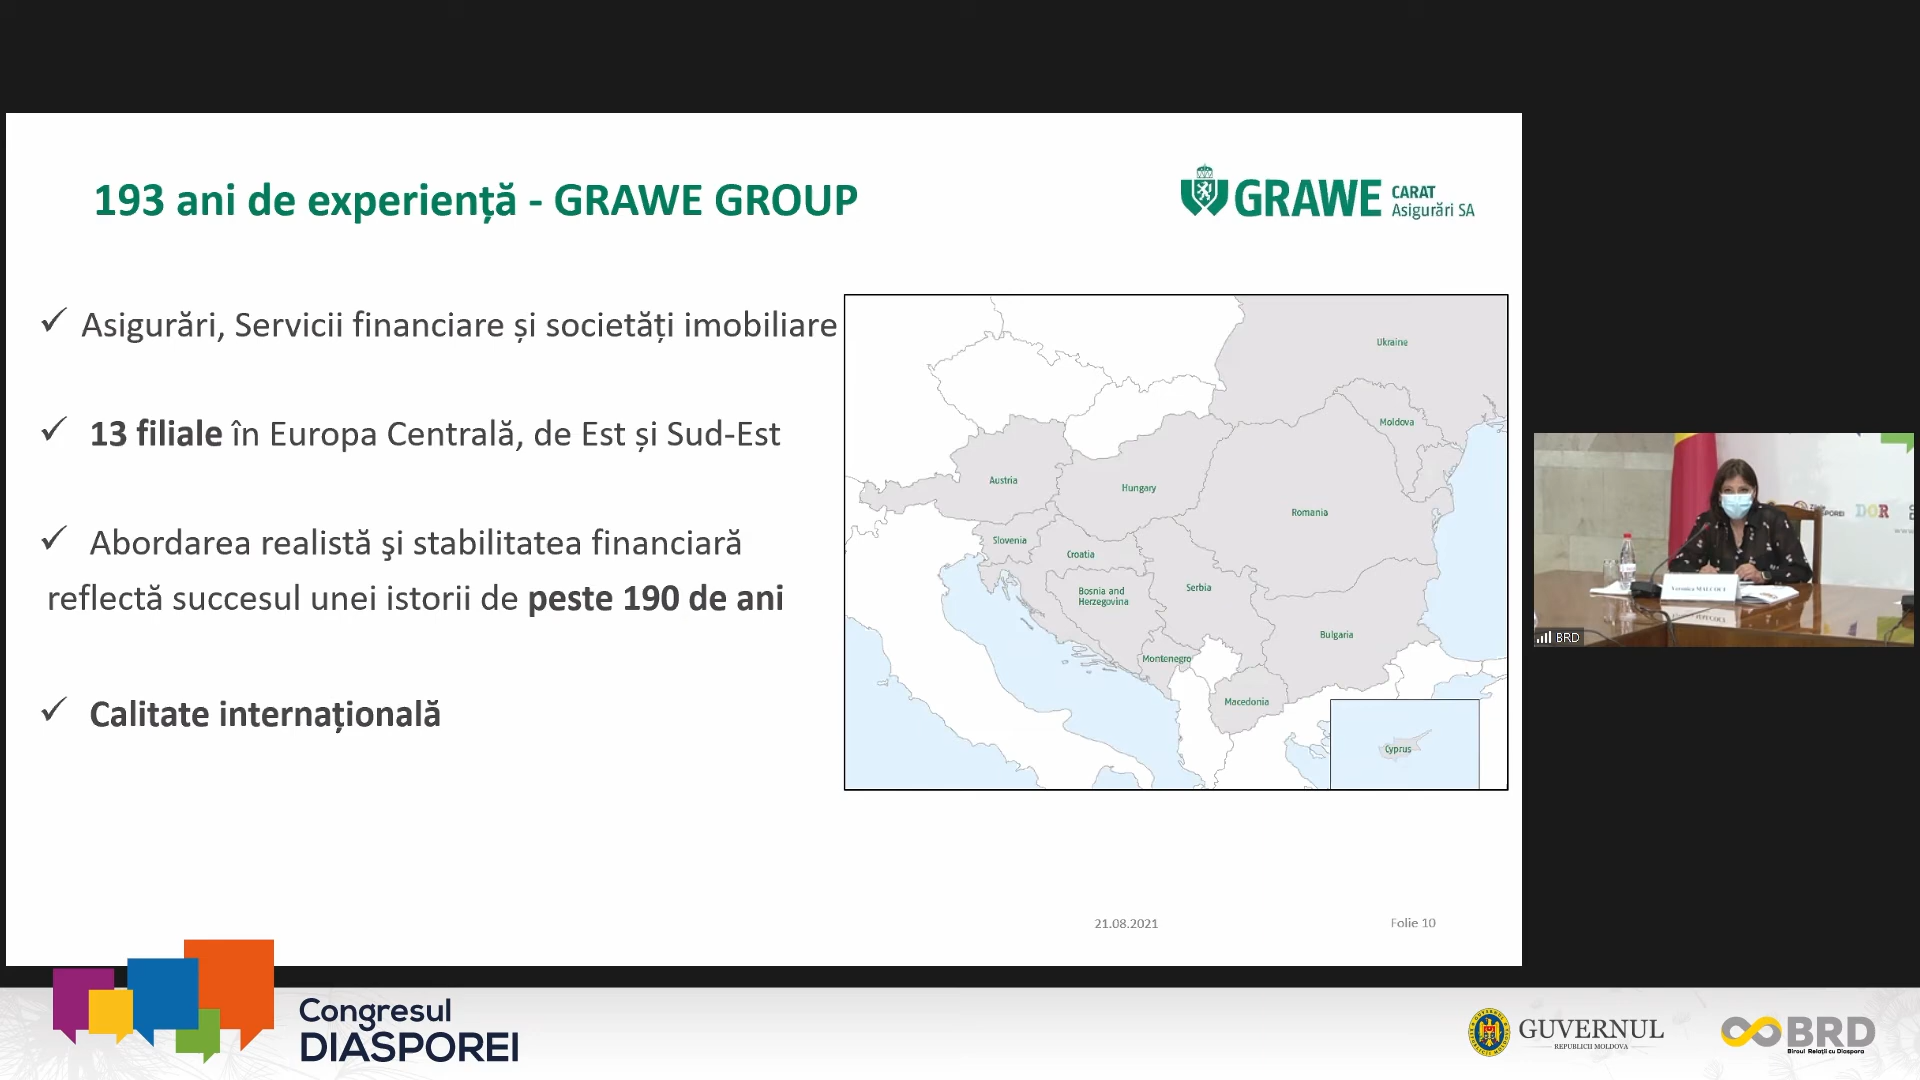 193 ani de experiență - GRAWE GROUP
GRAWE CARAT
Asigurări SA
✓ Asigurări, Servicii financiare și societăți imobiliare
✓ 13 filiale în Europa Centrală, de Est și Sud-Est
✓ Abordarea realistă şi stabilitatea financiară
reflectă succesul unei istorii de peste 190 de ani
✓ Calitate internațională
Ukraine
Moldova
Austria
Hungary
Romania
Slovenia
Croatia
Bosnia and
Herzegovina
Serbia
Bulgaria
Montenegro
Macedonia
Cyprus
21.08.2021
Folie 10
DOR
BRD
Congresul
DIASPOREI
GUVERNUL
REPUBLICII MOLDOVA
BRD
Biroul Relații cu Diaspora